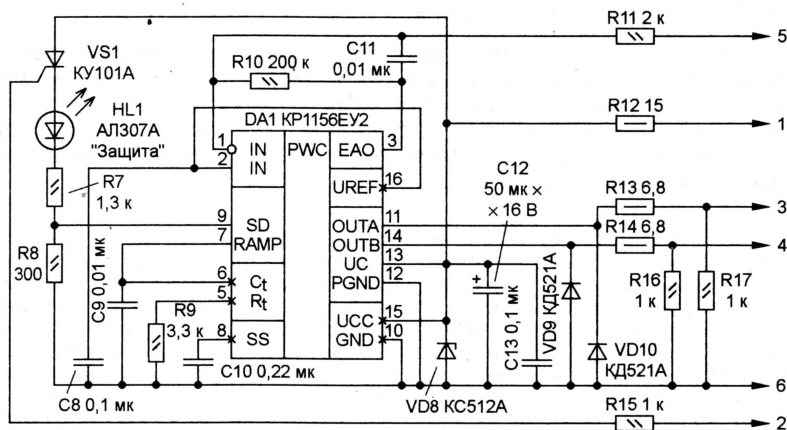 R11 2 к
5
VS1
КУ101А
C11
0,01 мк
R10 200 к
R12 15
1
HL1
АЛ307А
"Защита"
DA1 КР1156ЕУ2
1
IN
PWC
EAO
3
2
IN
UREF
16
C12
50 мк ×
× 16 В
R7
1,3 к
R13 6,8
3
9
SD
OUTA
11
7
RAMP
OUTB
14
R14 6,8
4
R8
300
UC
13
PGND
12
6
Ct
5
Rt
+
R16
1 к
R17
1 к
C9 0,01 мк
R9
3,3 к
C13 0,1 мк
VD9 КД521А
UCC
15
8
SS
GND
10
VD10
КД521А
C10 0,22 мк
6
C8 0,1 мк
VD8 КС512А
R15 1 к
2